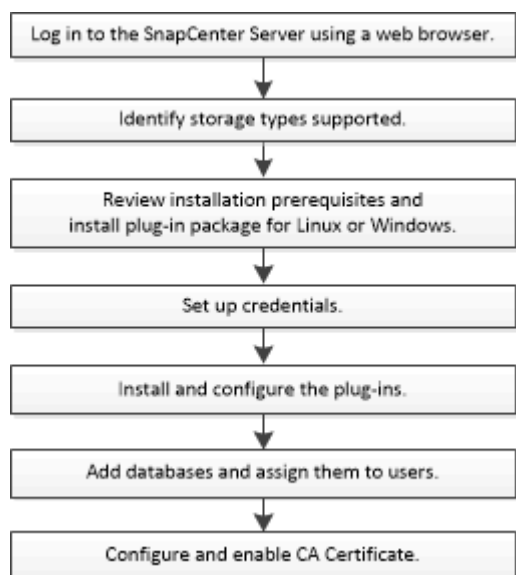 Log in to the SnapCenter Server using a web browser.
Identify storage types supported.
Review installation prerequisites and
install plug-in package for Linux or Windows.
Set up credentials.
Install and configure the plug-ins.
Add databases and assign them to users.
Configure and enable CA Certificate.